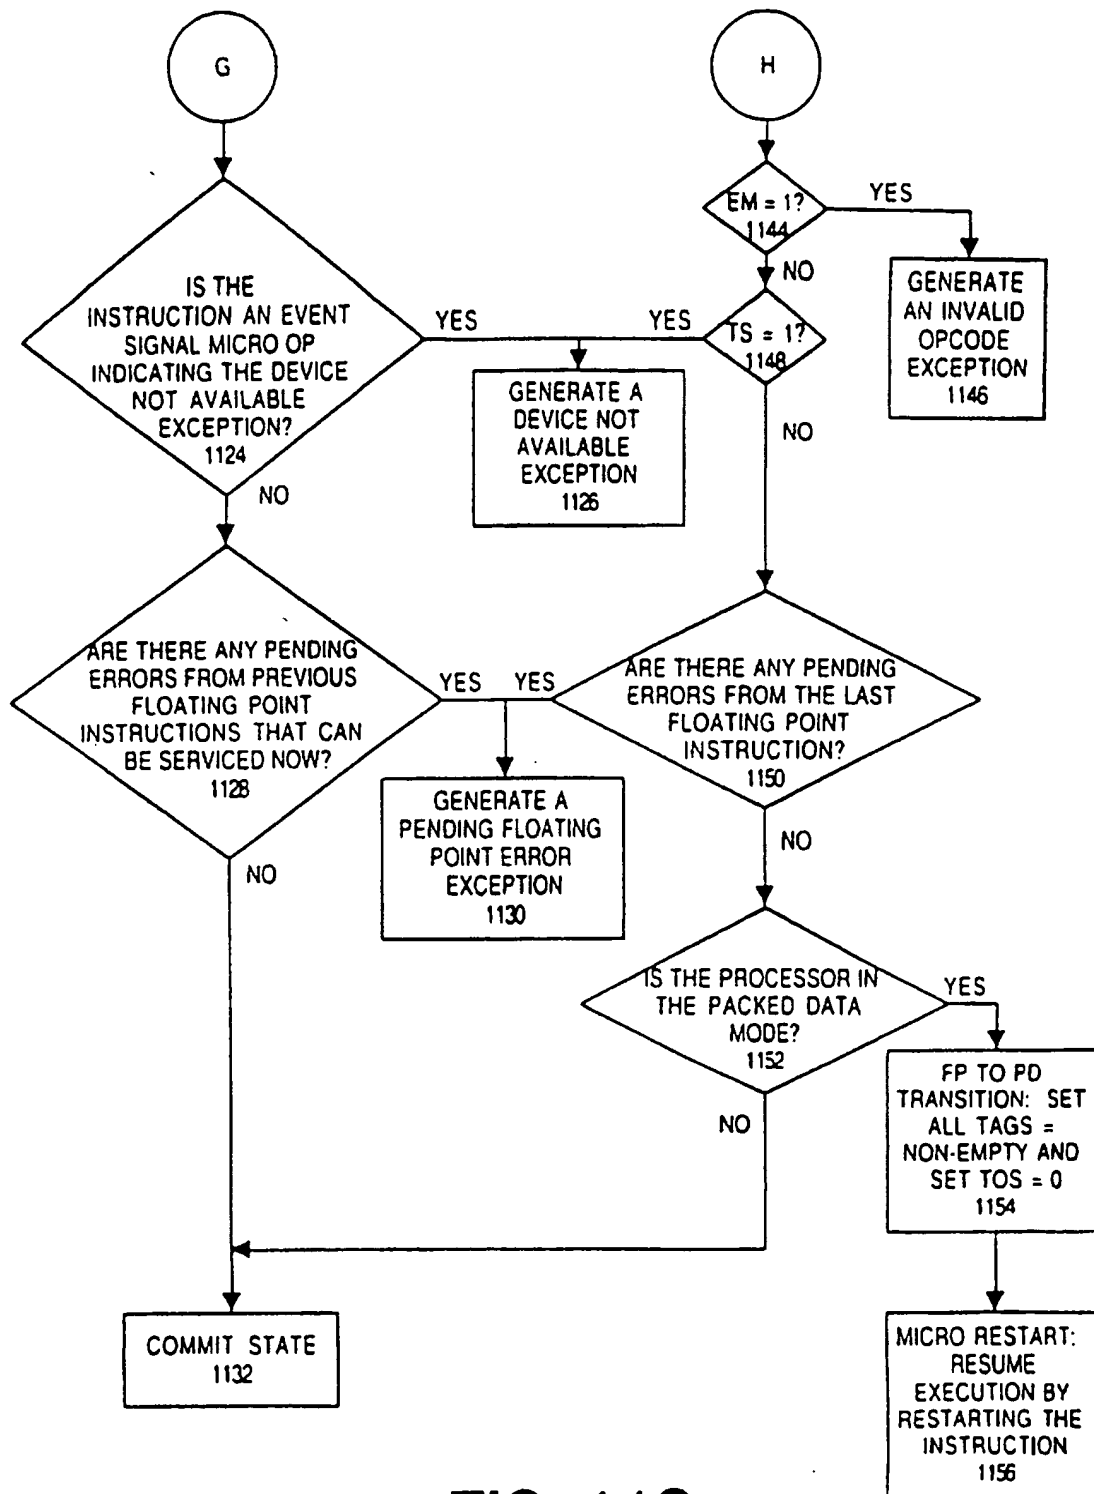 G
H
EM = 1?
1144
YES
NO
GENERATE
AN INVALID
OPCODE
EXCEPTION
1146
IS THE
INSTRUCTION AN EVENT
SIGNAL MICRO OP
INDICATING THE DEVICE
NOT AVAILABLE
EXCEPTION?
1124
YES
YES
TS = 1?
1148
GENERATE A
DEVICE NOT
AVAILABLE
EXCEPTION
1126
NO
NO
ARE THERE ANY PENDING
ERRORS FROM PREVIOUS
FLOATING POINT
INSTRUCTIONS THAT CAN
BE SERVICED NOW?
1128
YES
YES
ARE THERE ANY PENDING
ERRORS FROM THE LAST
FLOATING POINT
INSTRUCTION?
1150
GENERATE A
PENDING FLOATING
POINT ERROR
EXCEPTION
1130
NO
NO
IS THE PROCESSOR IN
THE PACKED DATA
MODE?
1152
YES
NO
FP TO PD
TRANSITION: SET
ALL TAGS =
NON-EMPTY AND
SET TOS = 0
1154
COMMIT STATE
1132
MICRO RESTART:
RESUME
EXECUTION BY
RESTARTING THE
INSTRUCTION
1156